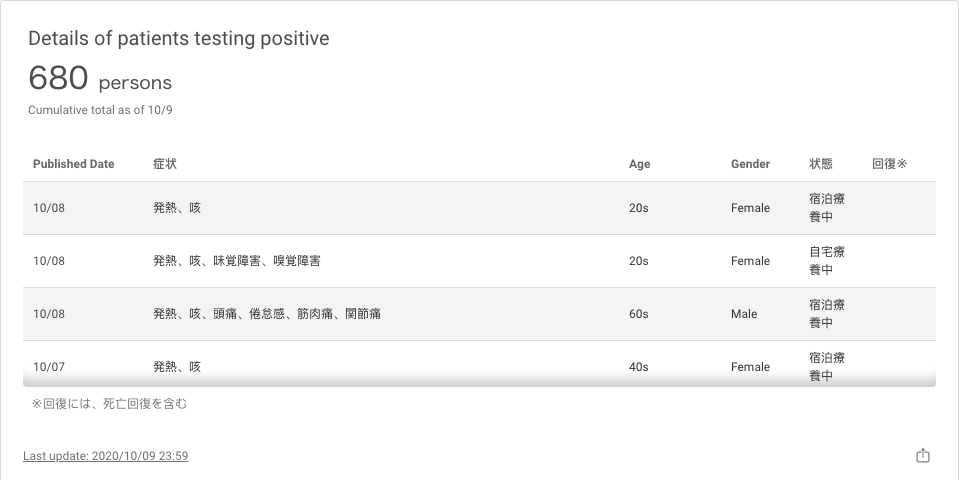 Details of patients testing positive
680 persons
Cumulative total as of 10/9
Published Date 症状 Age Gender 状態 回復※
10/08 発熱、咳 20s Female 宿泊療
養中
10/08 発熱、咳、味覚障害、嗅覚障害 20s Female 自宅療
養中
10/08 発熱、咳、頭痛、倦怠感、筋肉痛、関節痛 60s Male 宿泊療
養中
10/07 発熱、咳 40s Female 宿泊療
養中
※回復には、死亡回復を含む
Last update: 2020/10/09 23:59